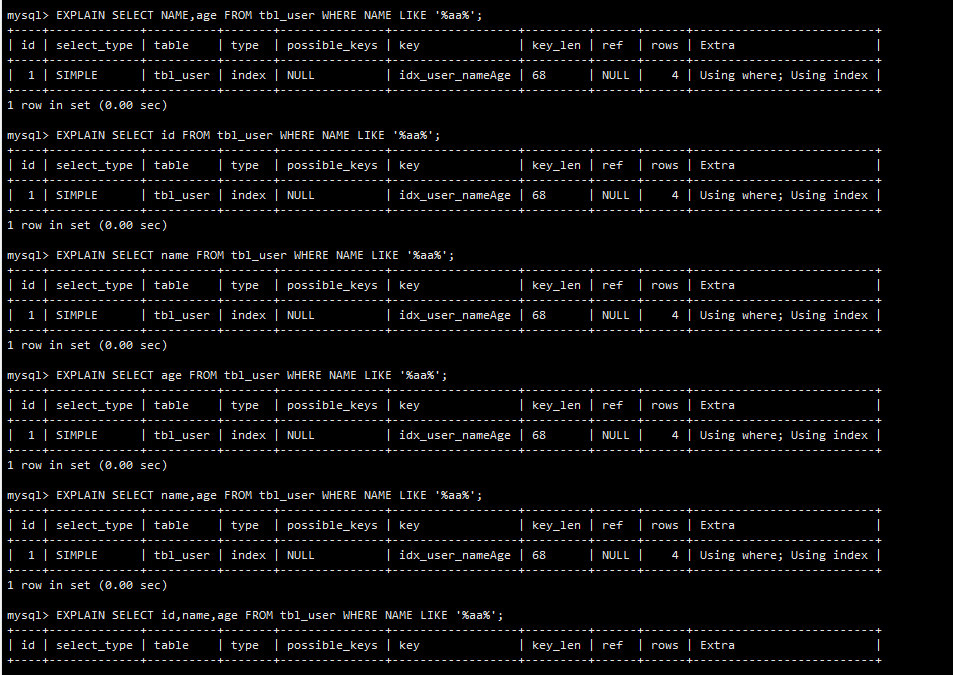 mysql> EXPLAIN SELECT NAME,age FROM tbl_user WHERE NAME LIKE '%aa%';
+----+-------------+----------+-------+---------------+------------------+---------+------+------+--------------------------+
| id | select_type | table    | type  | possible_keys | key              | key_len | ref  | rows | Extra                    |
+----+-------------+----------+-------+---------------+------------------+---------+------+------+--------------------------+
|  1 | SIMPLE      | tbl_user | index | NULL          | idx_user_nameAge | 68      | NULL |    4 | Using where; Using index |
+----+-------------+----------+-------+---------------+------------------+---------+------+------+--------------------------+
1 row in set (0.00 sec)
mysql> EXPLAIN SELECT id FROM tbl_user WHERE NAME LIKE '%aa%';
+----+-------------+----------+-------+---------------+------------------+---------+------+------+--------------------------+
| id | select_type | table    | type  | possible_keys | key              | key_len | ref  | rows | Extra                    |
+----+-------------+----------+-------+---------------+------------------+---------+------+------+--------------------------+
|  1 | SIMPLE      | tbl_user | index | NULL          | idx_user_nameAge | 68      | NULL |    4 | Using where; Using index |
+----+-------------+----------+-------+---------------+------------------+---------+------+------+--------------------------+
1 row in set (0.00 sec)
mysql> EXPLAIN SELECT name FROM tbl_user WHERE NAME LIKE '%aa%';
+----+-------------+----------+-------+---------------+------------------+---------+------+------+--------------------------+
| id | select_type | table    | type  | possible_keys | key              | key_len | ref  | rows | Extra                    |
+----+-------------+----------+-------+---------------+------------------+---------+------+------+--------------------------+
|  1 | SIMPLE      | tbl_user | index | NULL          | idx_user_nameAge | 68      | NULL |    4 | Using where; Using index |
+----+-------------+----------+-------+---------------+------------------+---------+------+------+--------------------------+
1 row in set (0.00 sec)
mysql> EXPLAIN SELECT age FROM tbl_user WHERE NAME LIKE '%aa%';
+----+-------------+----------+-------+---------------+------------------+---------+------+------+--------------------------+
| id | select_type | table    | type  | possible_keys | key              | key_len | ref  | rows | Extra                    |
+----+-------------+----------+-------+---------------+------------------+---------+------+------+--------------------------+
|  1 | SIMPLE      | tbl_user | index | NULL          | idx_user_nameAge | 68      | NULL |    4 | Using where; Using index |
+----+-------------+----------+-------+---------------+------------------+---------+------+------+--------------------------+
1 row in set (0.00 sec)
mysql> EXPLAIN SELECT name,age FROM tbl_user WHERE NAME LIKE '%aa%';
+----+-------------+----------+-------+---------------+------------------+---------+------+------+--------------------------+
| id | select_type | table    | type  | possible_keys | key              | key_len | ref  | rows | Extra                    |
+----+-------------+----------+-------+---------------+------------------+---------+------+------+--------------------------+
|  1 | SIMPLE      | tbl_user | index | NULL          | idx_user_nameAge | 68      | NULL |    4 | Using where; Using index |
+----+-------------+----------+-------+---------------+------------------+---------+------+------+--------------------------+
1 row in set (0.00 sec)
mysql> EXPLAIN SELECT id,name,age FROM tbl_user WHERE NAME LIKE '%aa%';
+----+-------------+----------+-------+---------------+------------------+---------+------+------+--------------------------+
| id | select_type | table    | type  | possible_keys | key              | key_len | ref  | rows | Extra                    |
+----+-------------+----------+-------+---------------+------------------+---------+------+------+--------------------------+